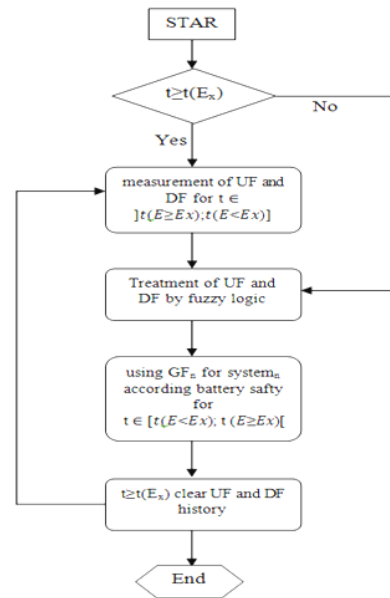 STAR
t≥t(Eₓ)
No
Yes
measurement of UF and
DF for t ∈
]t(E≥Ex);t(E<Ex)]
Treatment of UF and
DF by fuzzy logic
using GFₙ for systemₙ
according battery safty
for
t ∈ [t(E<Ex); t (E≥Ex)[
t≥t(Eₓ) clear UF and DF
history
End